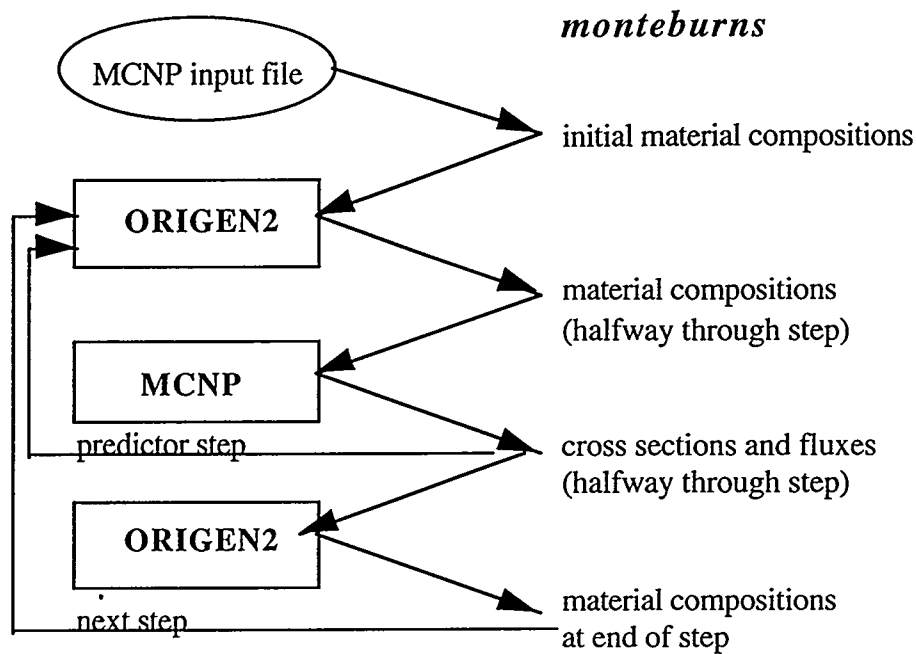 monteburns
MCNP input file
initial material compositions
ORIGEN2
material compositions
(halfway through step)
MCNP
predictor step
cross sections and fluxes
(halfway through step)
ORIGEN2
material compositions
at end of step
next step